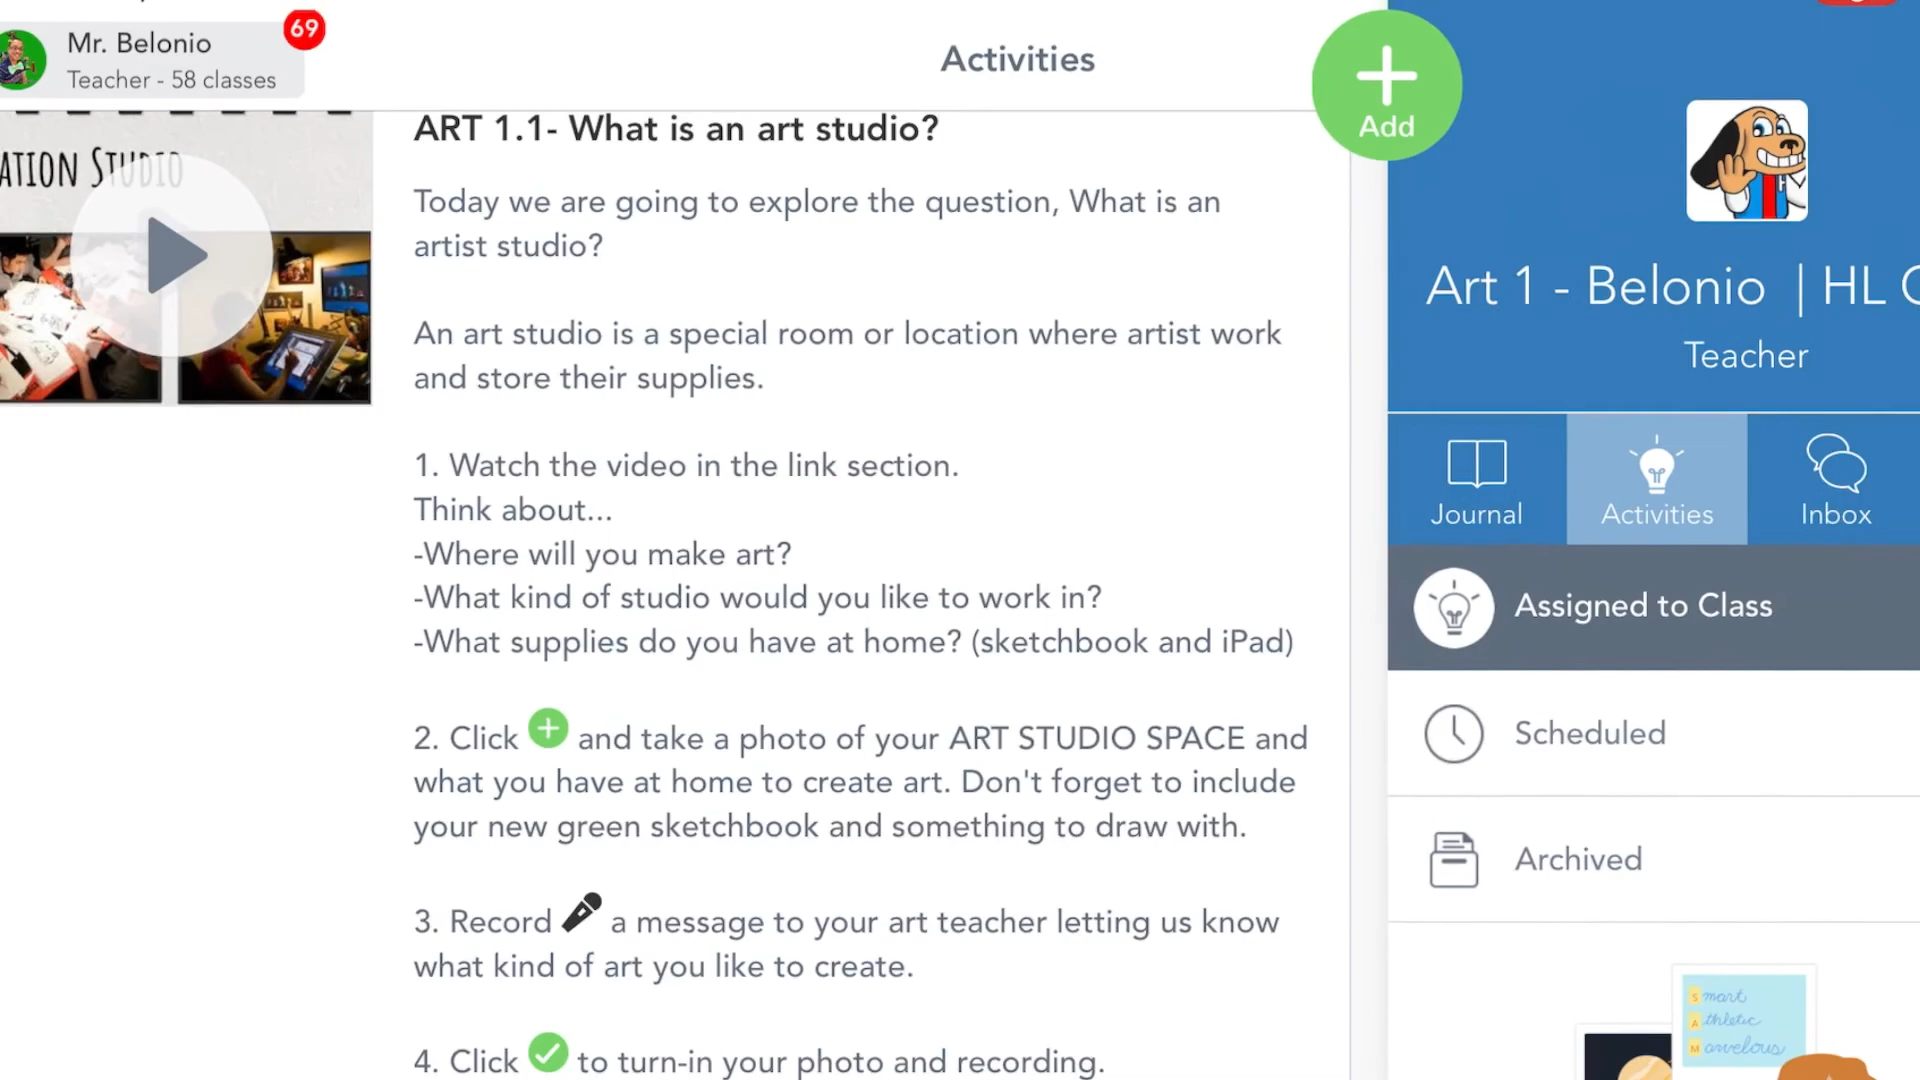 Mr. Belonio
69
Teacher - 58 classes
Activities
Add
ATION STUDIO
ART 1.1- What is an art studio?
Today we are going to explore the question, What is an
artist studio?
An art studio is a special room or location where artist work
and store their supplies.
1. Watch the video in the link section.
Think about...
-Where will you make art?
-What kind of studio would you like to work in?
-What supplies do you have at home? (sketchbook and iPad)
2. Click and take a photo of your ART STUDIO SPACE and
what you have at home to create art. Don't forget to include
your new green sketchbook and something to draw with.
3. Record a message to your art teacher letting us know
what kind of art you like to create.
4. Click to turn-in your photo and recording.
Art 1 - Belonio | HL
Teacher
Journal
Activities
Inbox
Assigned to Class
Scheduled
Archived
Smart
Athletic
Marvelous